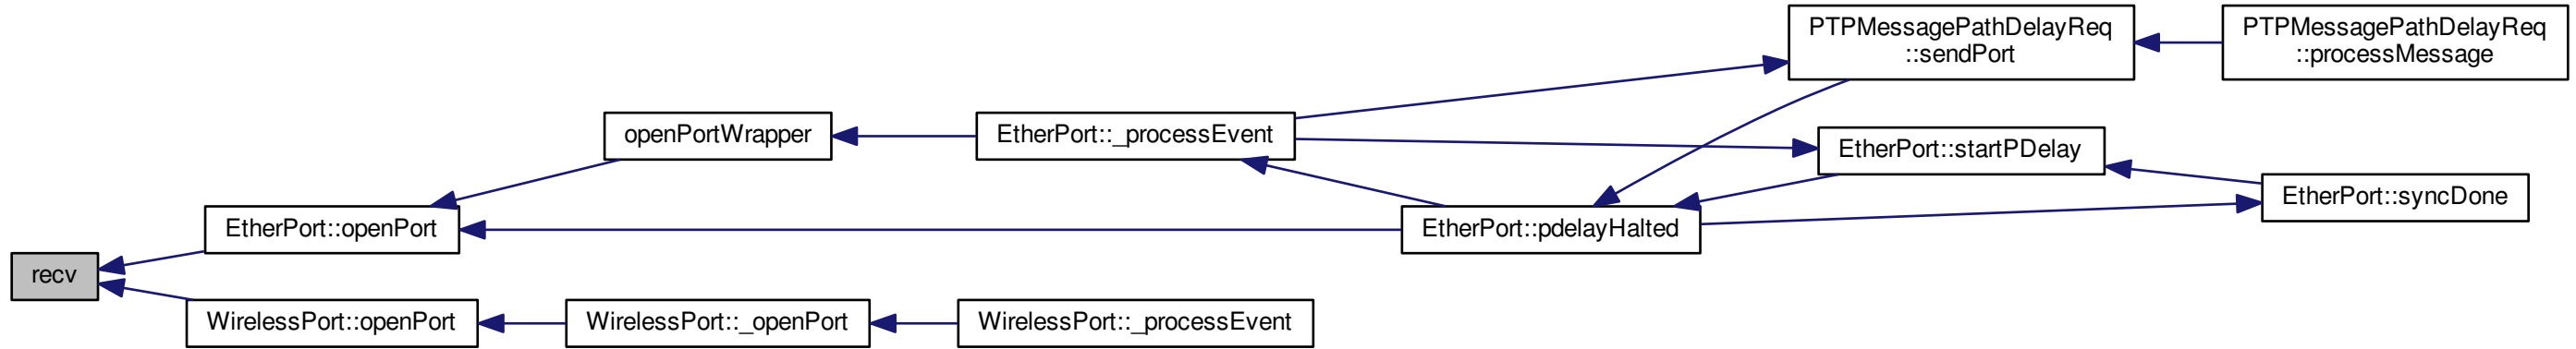 PTPMessagePathDelayReq
::sendPort
PTPMessagePathDelayReq
::processMessage
openPortWrapper
EtherPort::_processEvent
EtherPort::startPDelay
EtherPort::syncDone
EtherPort::openPort
EtherPort::pdelayHalted
recv
WirelessPort::openPort
WirelessPort::_openPort
WirelessPort::_processEvent